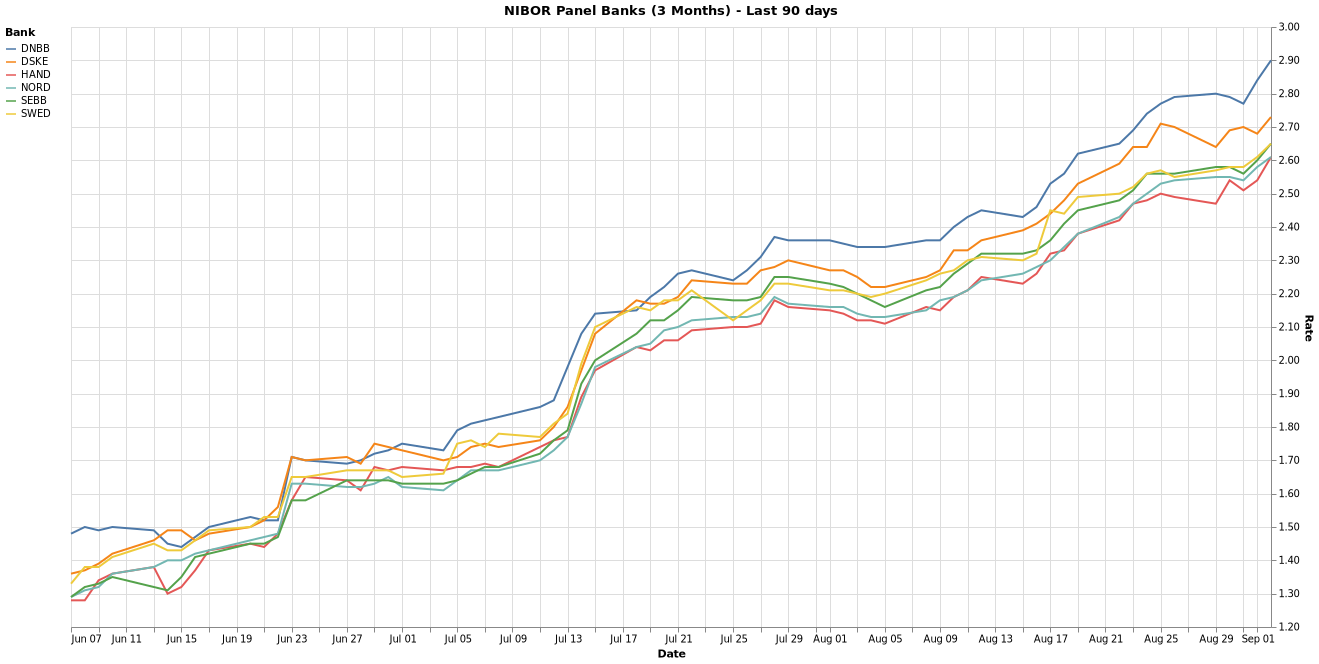 NIBOR Panel Banks (3 Months) - Last 90 days
Bank
DNBB
DSKE
HAND
NORD
SEBB
SWED
3.00
2.90
2.80
2.70
2.60
2.50
2.40
2.30
2.20
2.10
2.00
1.90
1.80
1.70
1.60
1.50
1.40
1.30
1.20
Rate
Jun 07 Jun 11 Jun 15 Jun 19 Jun 23 Jun 27 Jul 01 Jul 05 Jul 09 Jul 13 Jul 17 Jul 21 Jul 25 Jul 29 Aug 01 Aug 05 Aug 09 Aug 13 Aug 17 Aug 21 Aug 25 Aug 29 Sep 01
Date